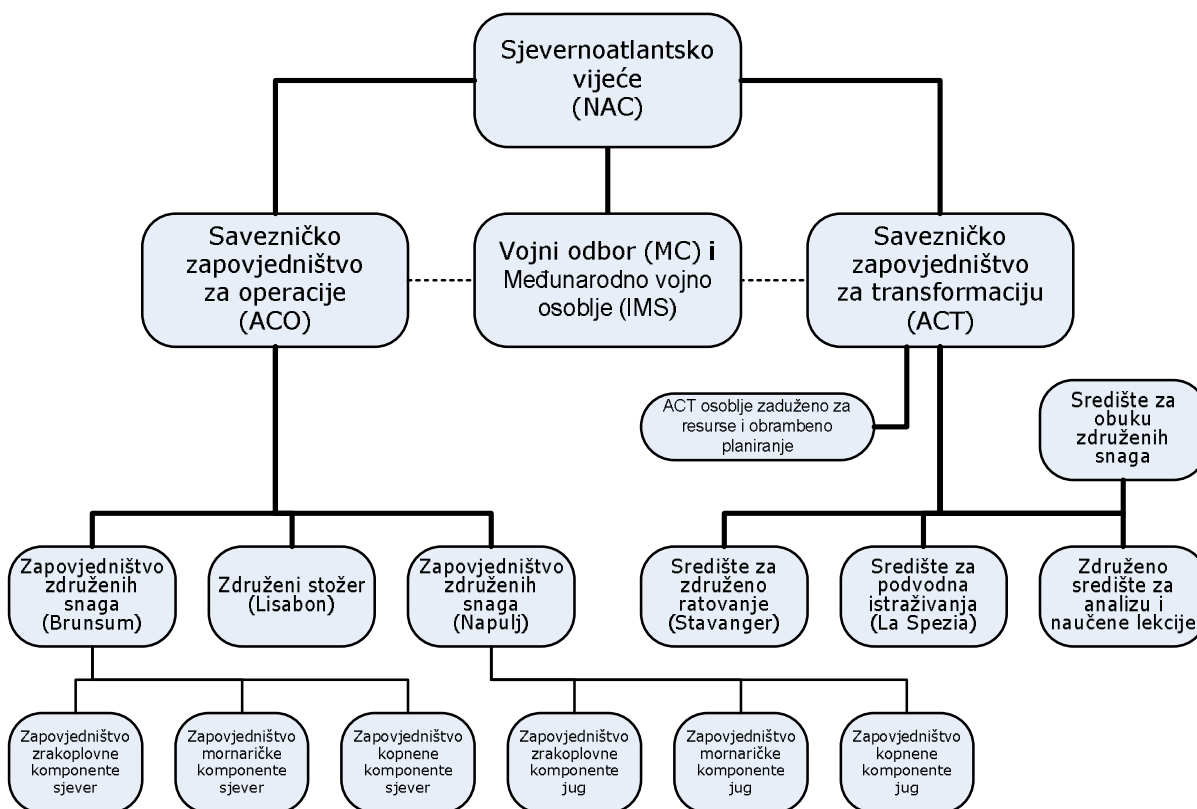 Sjevernoatlantsko
vijeće
(NAC)
Savezničko
zapovjedništvo
za operacije
(ACO)
Vojni odbor (MC) i
Međunarodno vojno
osoblje (IMS)
Savezničko
zapovjedništvo
za transformaciju
(ACT)
ACT osoblje zaduženo za
resurse i obrambeno
planiranje
Središte za
obuku
združenih
snaga
Zapovjedništvo
združenih
snaga
(Brunsum)
Združeni stožer
(Lisabon)
Zapovjedništvo
združenih
snaga
(Napulj)
Središte za
združeno
ratovanje
(Stavanger)
Središte za
podvodna
istraživanja
(La Spezia)
Združeno
središte za
analizu i
naučene lekcije
Zapovjedništvo
zrakoplovne
komponente
sjever
Zapovjedništvo
mornaričke
komponente
sjever
Zapovjedništvo
kopnene
komponente
sjever
Zapovjedništvo
zrakoplovne
komponente
jug
Zapovjedništvo
mornaričke
komponente
jug
Zapovjedništvo
kopnene
komponente
jug